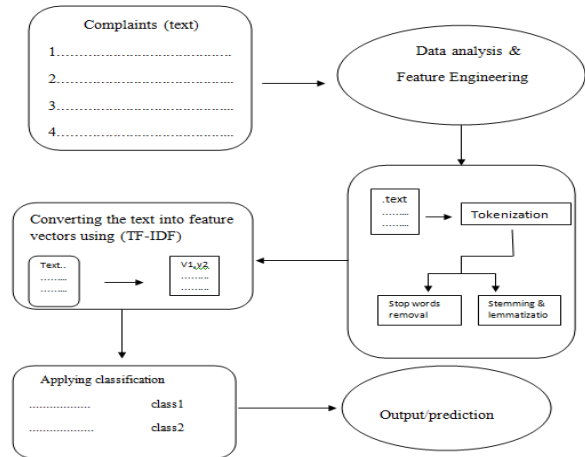 Complaints (text)
1.............................................
2.............................................
3.............................................
4.............................................
Data analysis &
Feature Engineering
.text
.........
.........
Tokenization
Stop words
removal
Stemming &
lemmatizatio
Converting the text into feature
vectors using (TF-IDF)
Text..
.........
.........
V1,v2
.........
.........
Applying classification
...................... class1
....................... class2
Output/prediction